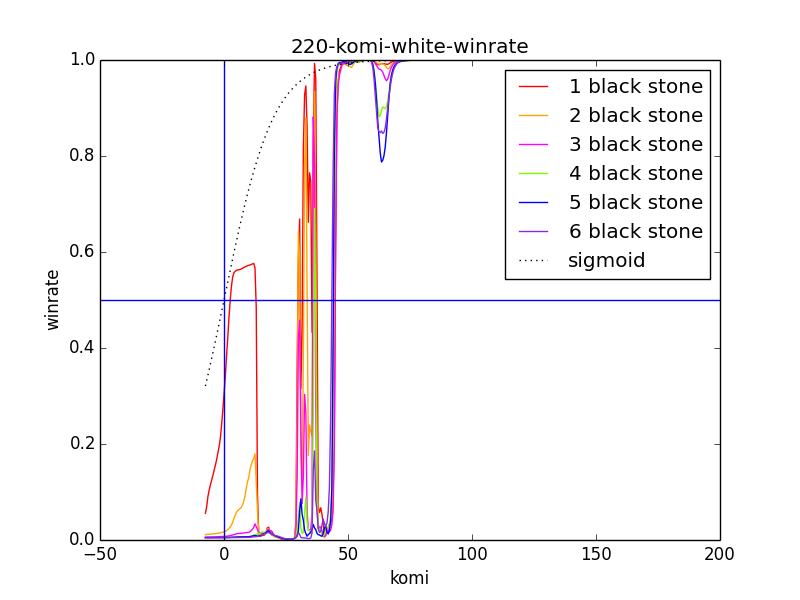 220-komi-white-winrate
1.0
0.8
0.6
0.4
0.2
0.0
winrate
1 black stone
2 black stone
3 black stone
4 black stone
5 black stone
6 black stone
sigmoid
−50
0
50
100
150
200
komi